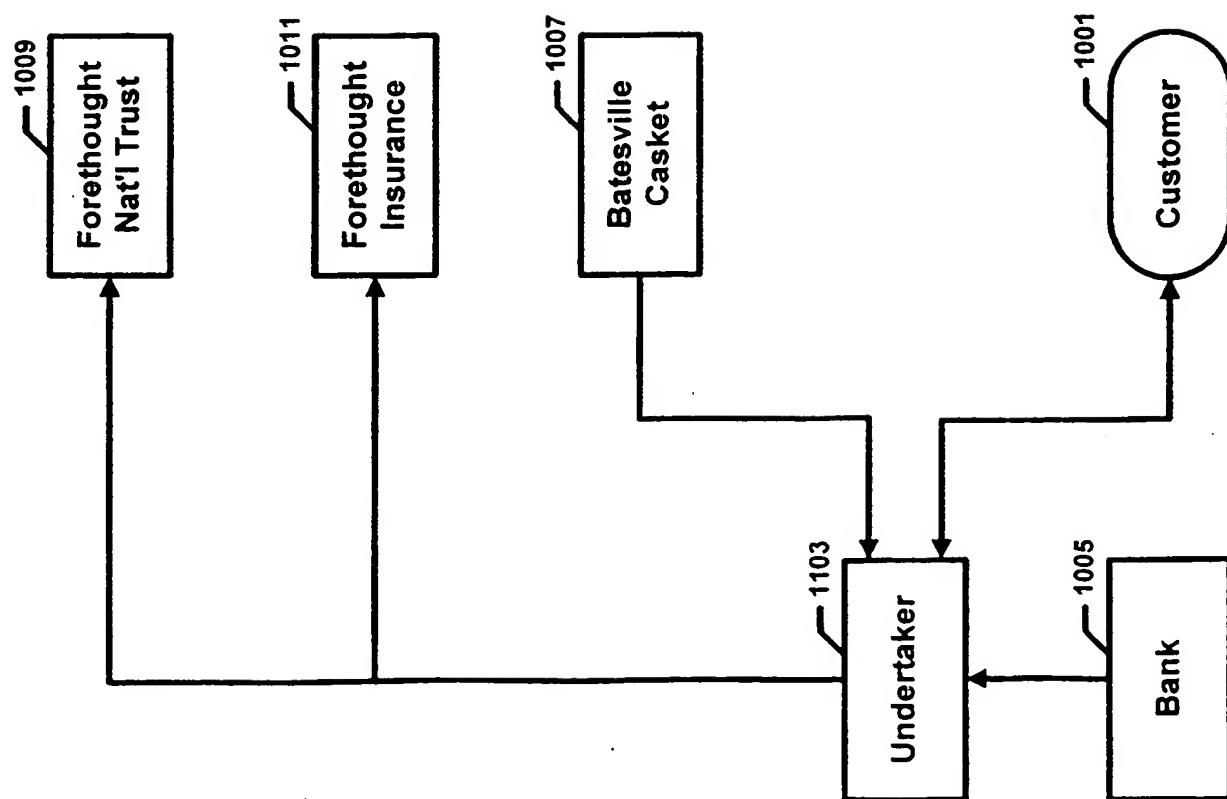 1009
Forethought
Nat'l Trust
1011
Forethought
Insurance
1007
Batesville
Casket
1001
Customer
1103
Undertaker
1005
Bank